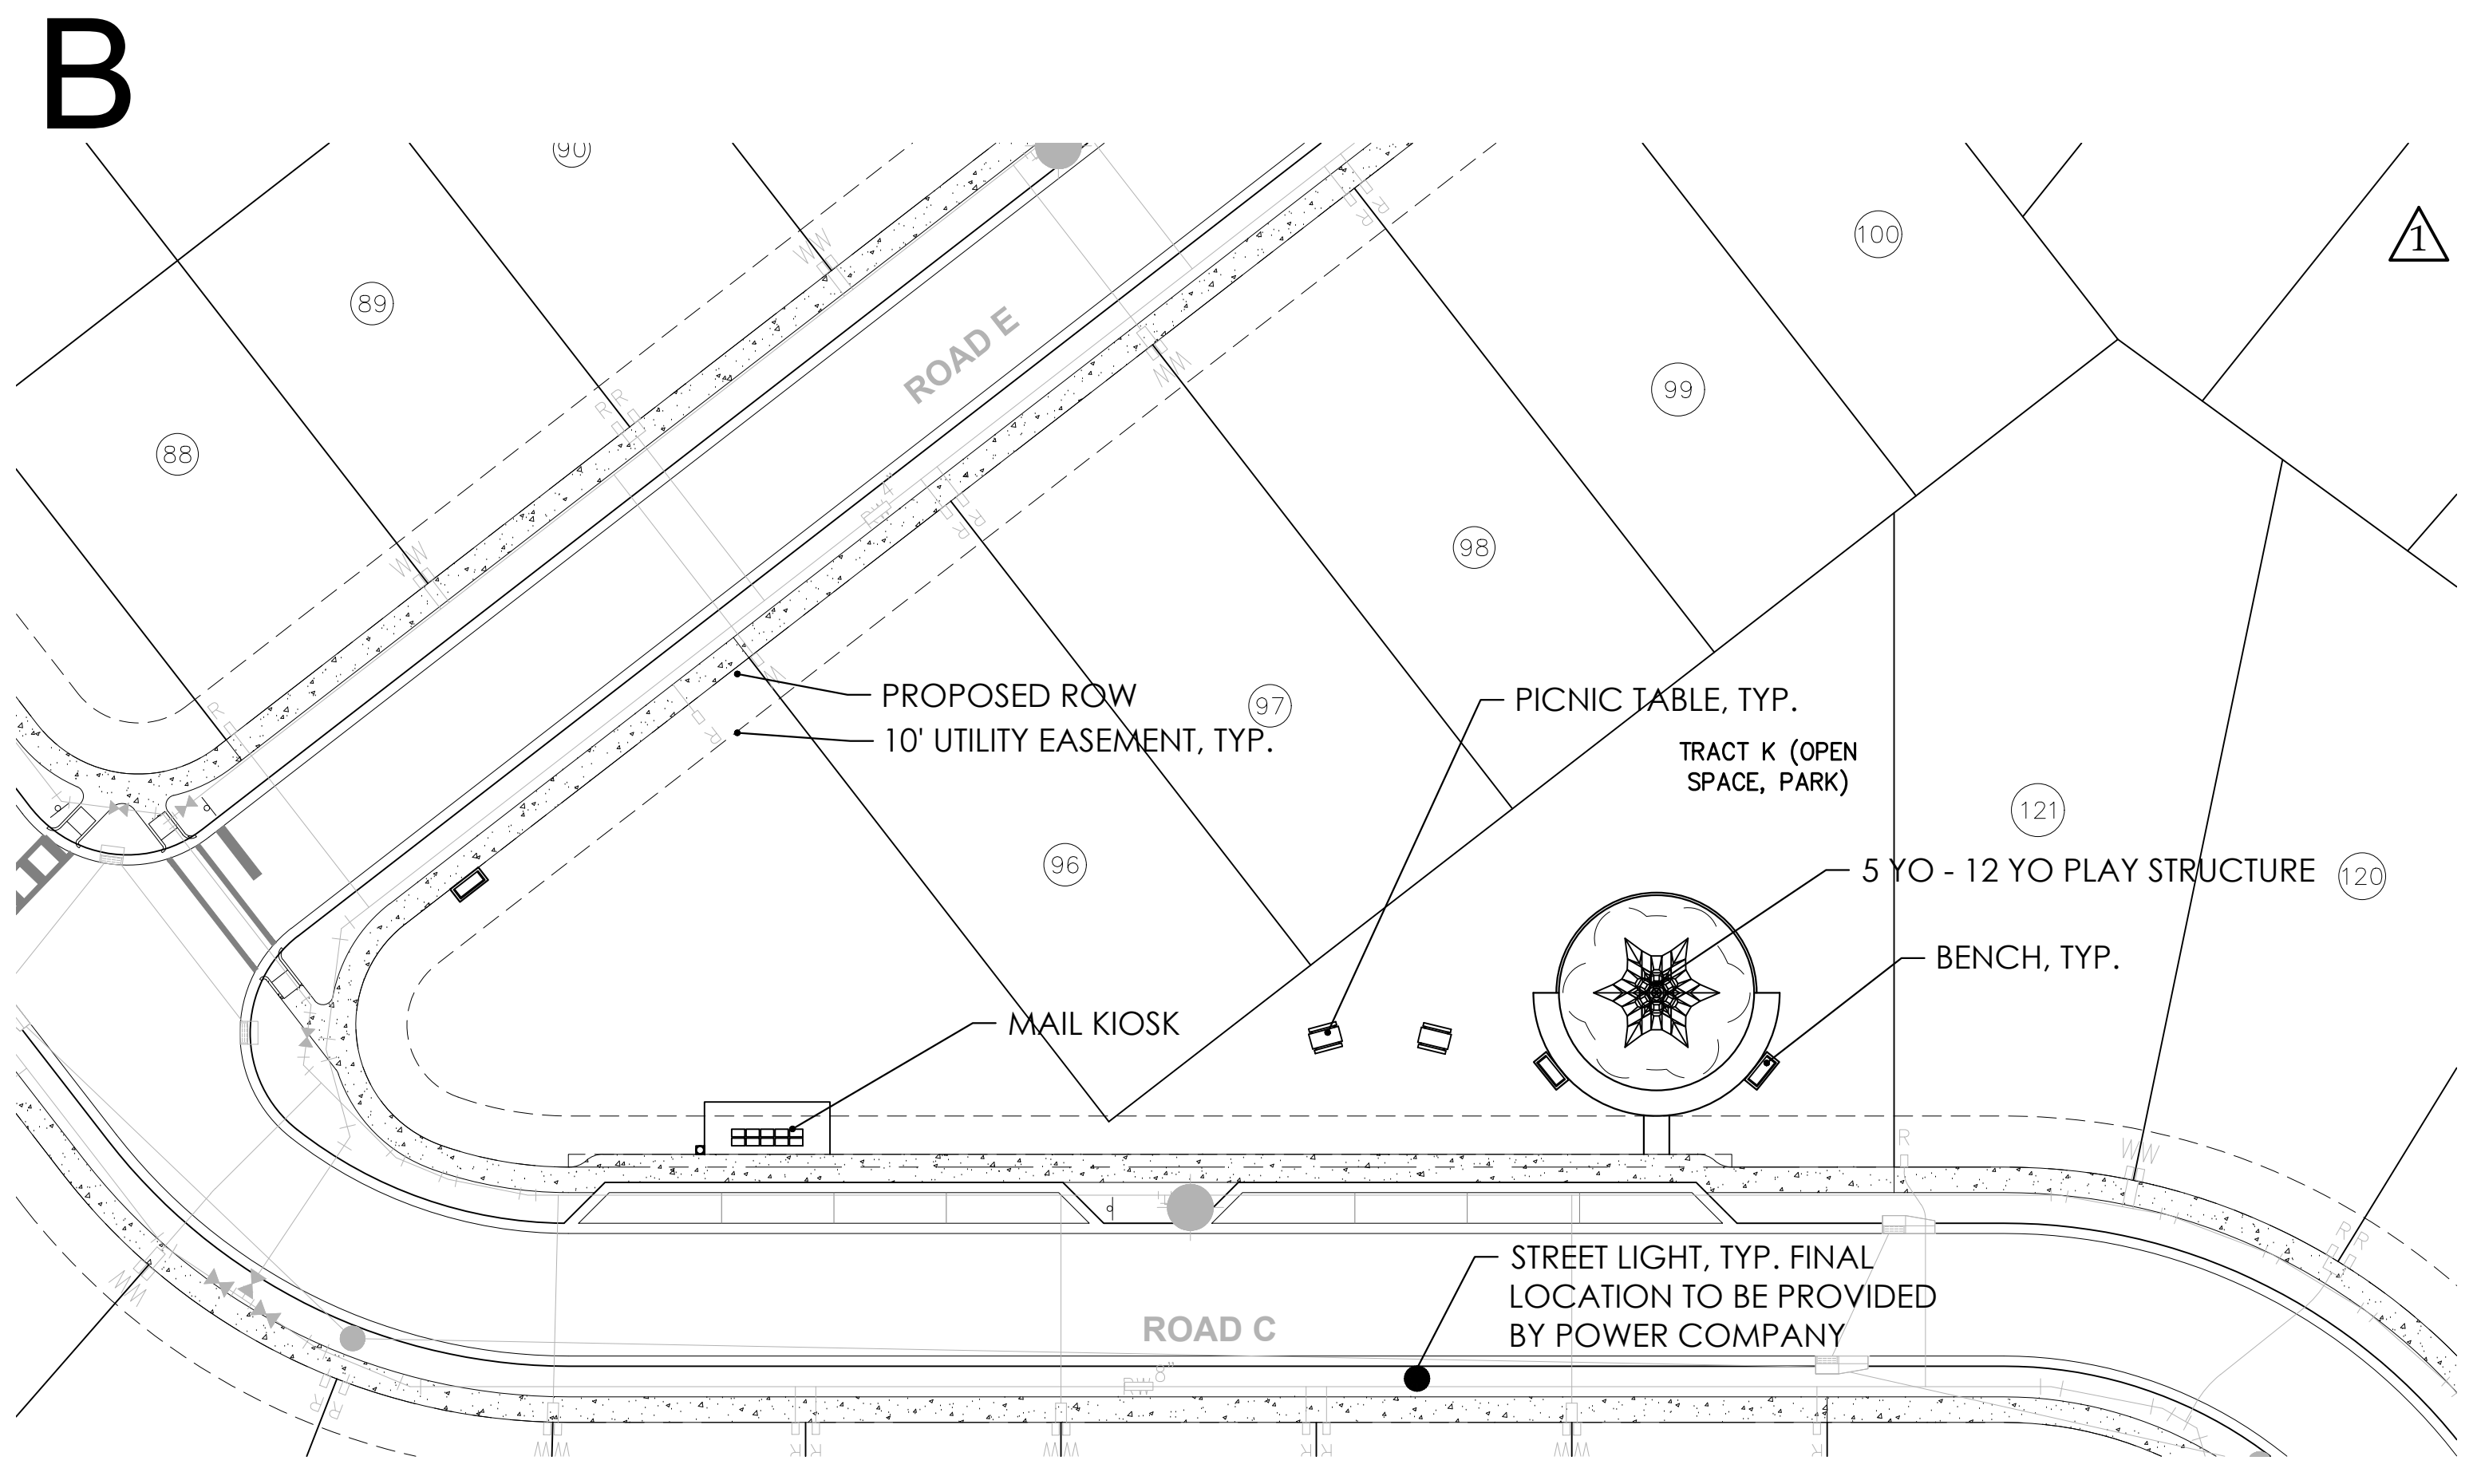 B
90
100
1
89
ROAD E
99
88
98
PROPOSED ROW
97
PICNIC TABLE, TYP.
10' UTILITY EASEMENT, TYP.
TRACT K (OPEN
SPACE, PARK)
121
96
5 YO - 12 YO PLAY STRUCTURE
120
BENCH, TYP.
MAIL KIOSK
STREET LIGHT, TYP. FINAL
LOCATION TO BE PROVIDED
BY POWER COMPANY
ROAD C
8"